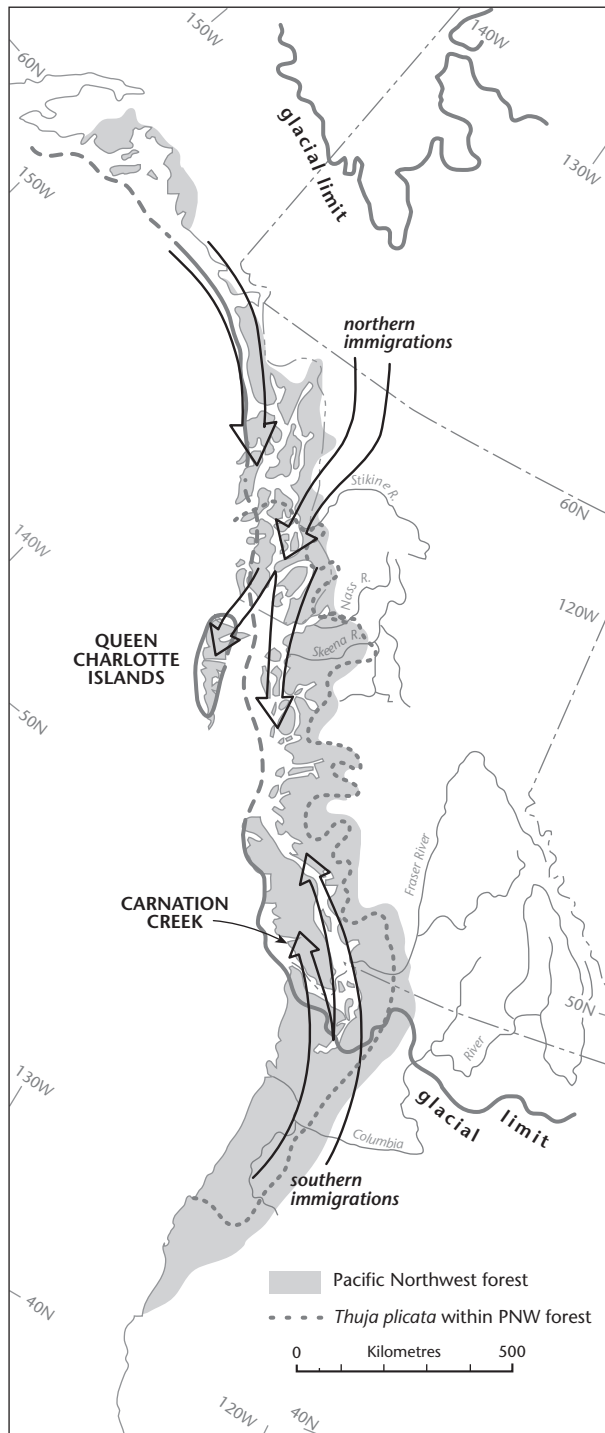 150W
140W
60N
glacial limit
130W
150W
northern
immigrations
Stikine R.
60N
140W
Nass R.
120W
QUEEN
CHARLOTTE
ISLANDS
Skeena R.
50N
Fraser River
CARNATION
CREEK
50N
River
130W
glacial limit
Columbia
southern
immigrations
Pacific Northwest forest
40N
Thuja plicata within PNW forest
0 Kilometres 500
120W
40N